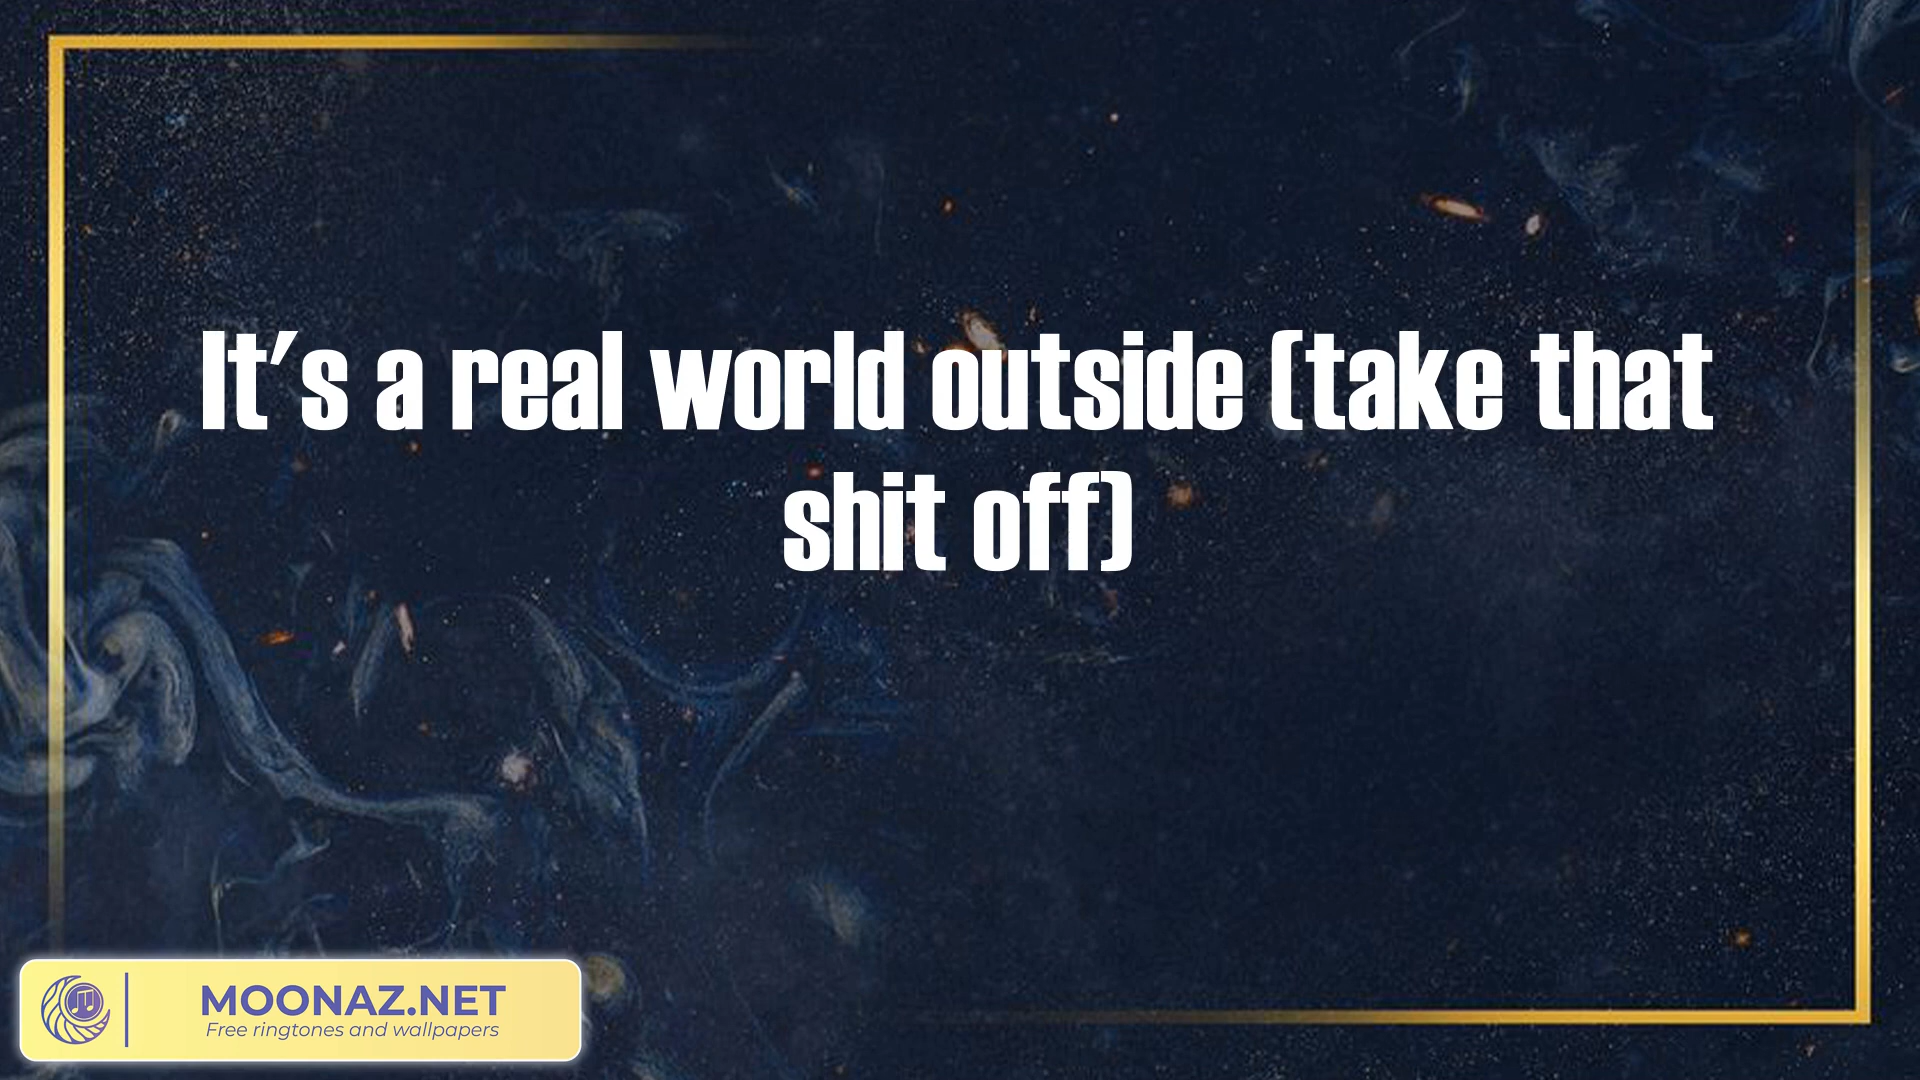 It's a real world outside (take that
shit off)
MOONAZ.NET
Free ringtones and wallpapers